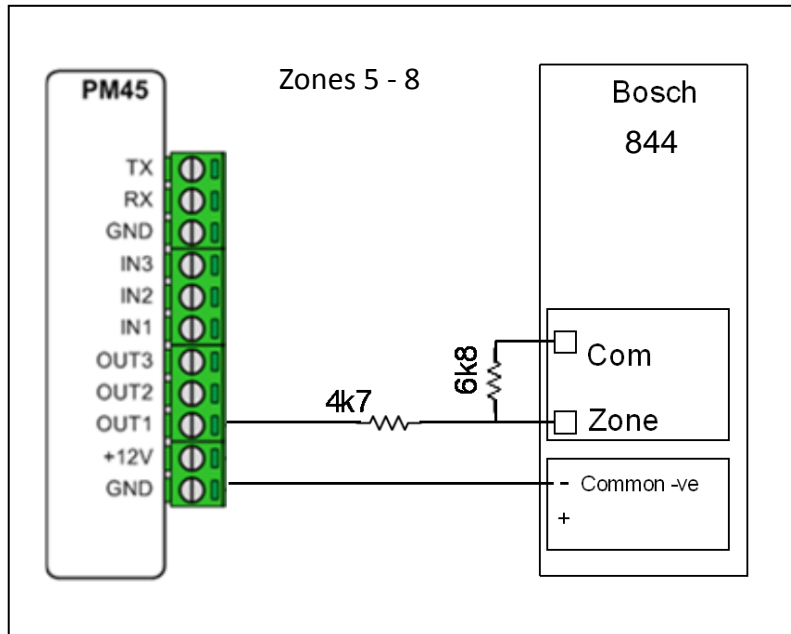 PM45
Zones 5 - 8
Bosch
844
TX
RX
GND
IN3
IN2
IN1
OUT3
OUT2
OUT1
+12V
GND
4k7
6k8
Com
Zone
- Common -ve
+